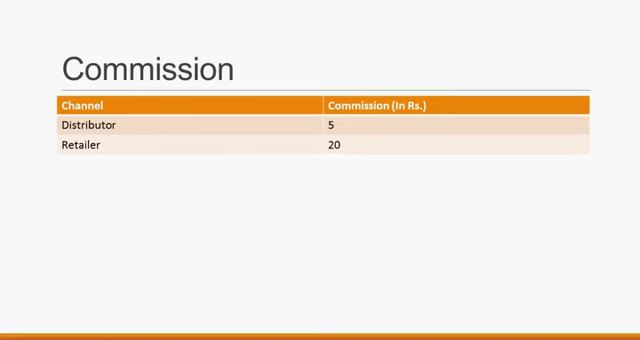 Commission
Channel Commission (In Rs.)
Distributor 5
Retailer 20